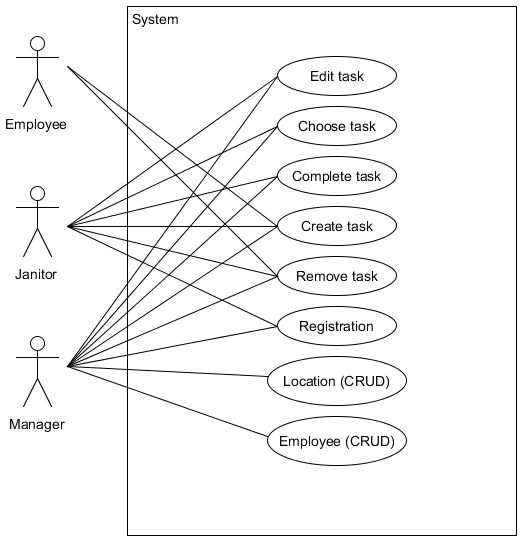 System
Employee
Janitor
Manager
Edit task
Choose task
Complete task
Create task
Remove task
Registration
Location (CRUD)
Employee (CRUD)